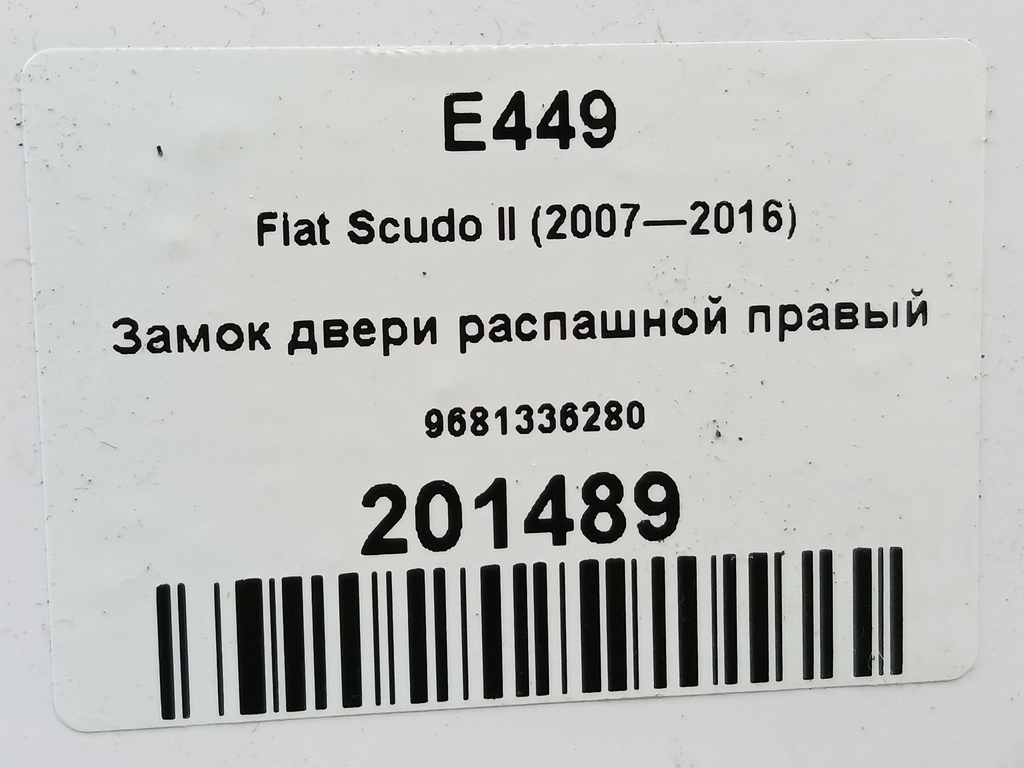 E449
Fiat Scudo II (2007—2016)
Замок двери распашной правый
9681336280
201489